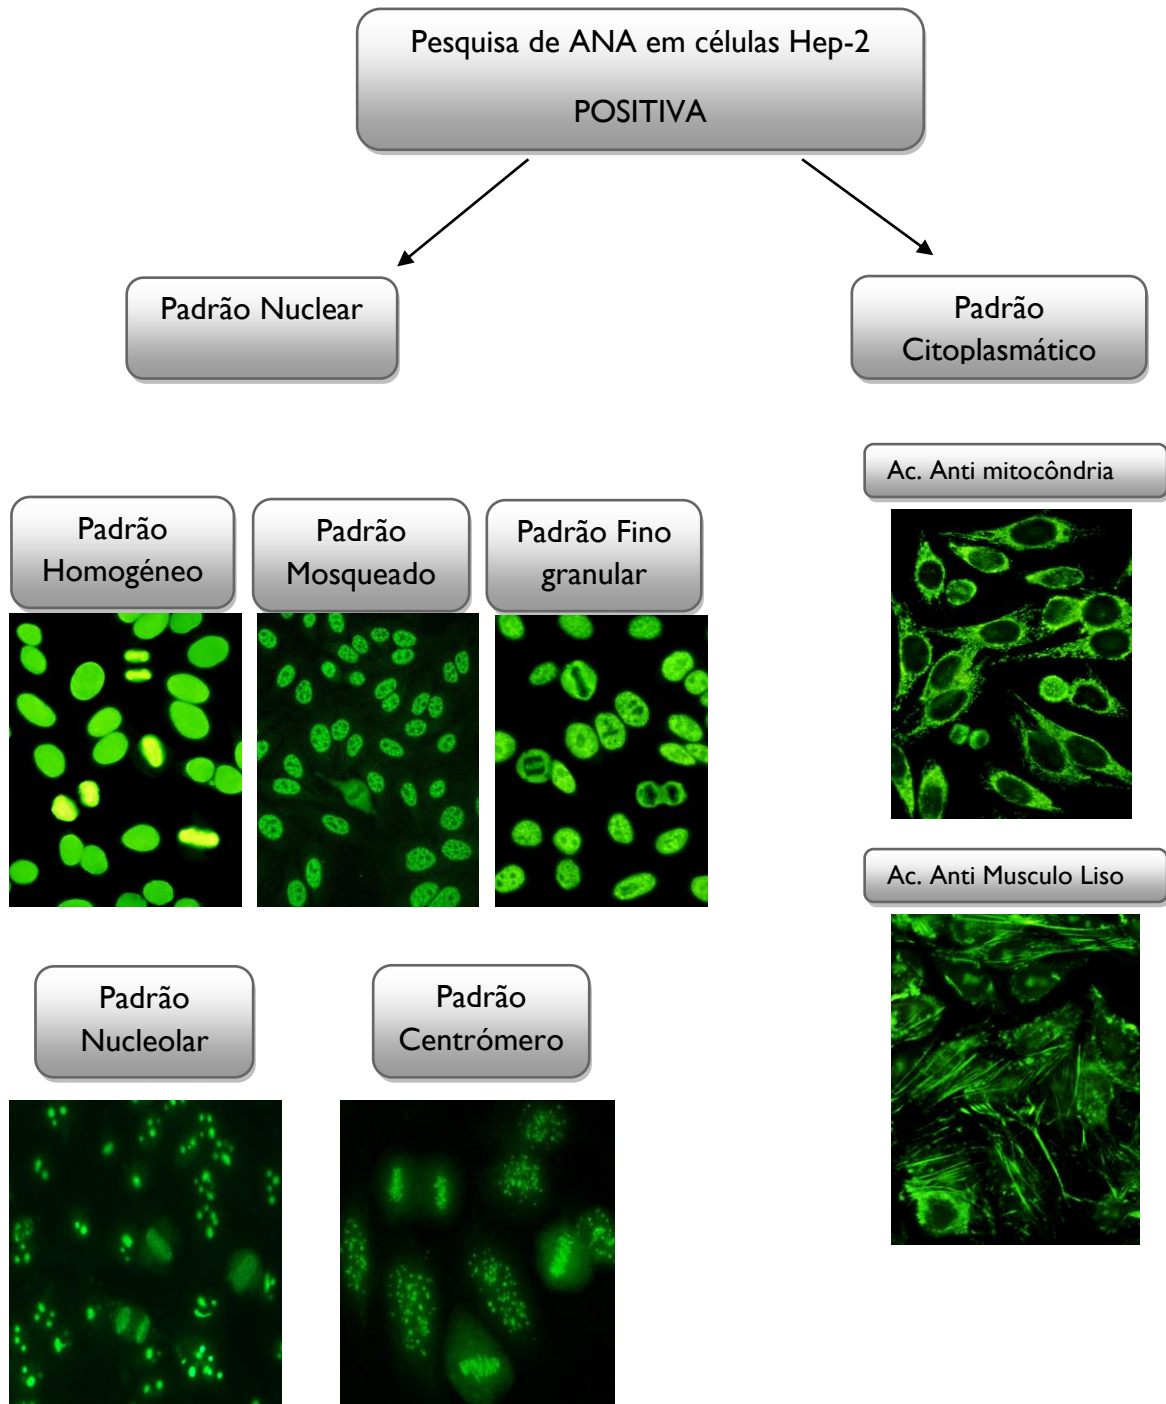 Pesquisa de ANA em células Hep-2
POSITIVA
Padrão Nuclear
Padrão
Citoplasmático
Ac. Anti mitocôndria
Padrão
Homogéneo
Padrão
Mosqueado
Padrão Fino
granular
Ac. Anti Musculo Liso
Padrão
Nucleolar
Padrão
Centrómero